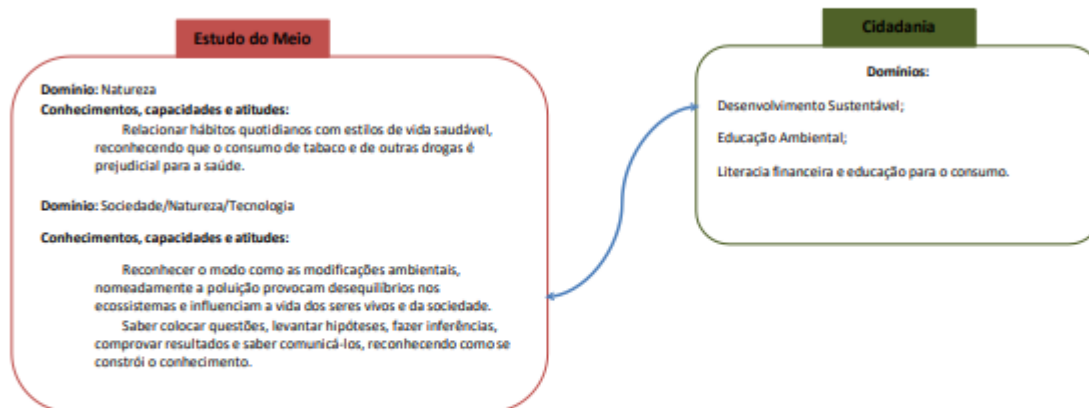 Estudo do Meio
Domínio: Natureza
Conhecimentos, capacidades e atitudes:
Relacionar hábitos quotidianos com estilos de vida saudável,
reconhecendo que o consumo de tabaco e de outras drogas é
prejudicial para a saúde.
Domínio: Sociedade/Natureza/Tecnologia
Conhecimentos, capacidades e atitudes:
Reconhecer o modo como as modificações ambientais,
nomeadamente a poluição provocam desequilíbrios nos
ecossistemas e influenciam a vida dos seres vivos e da sociedade.
Saber colocar questões, levantar hipóteses, fazer inferências,
comprovar resultados e saber comunicá-los, reconhecendo como se
constrói o conhecimento.
Cidadania
Domínios:
Desenvolvimento Sustentável;
Educação Ambiental;
Literacia financeira e educação para o consumo.